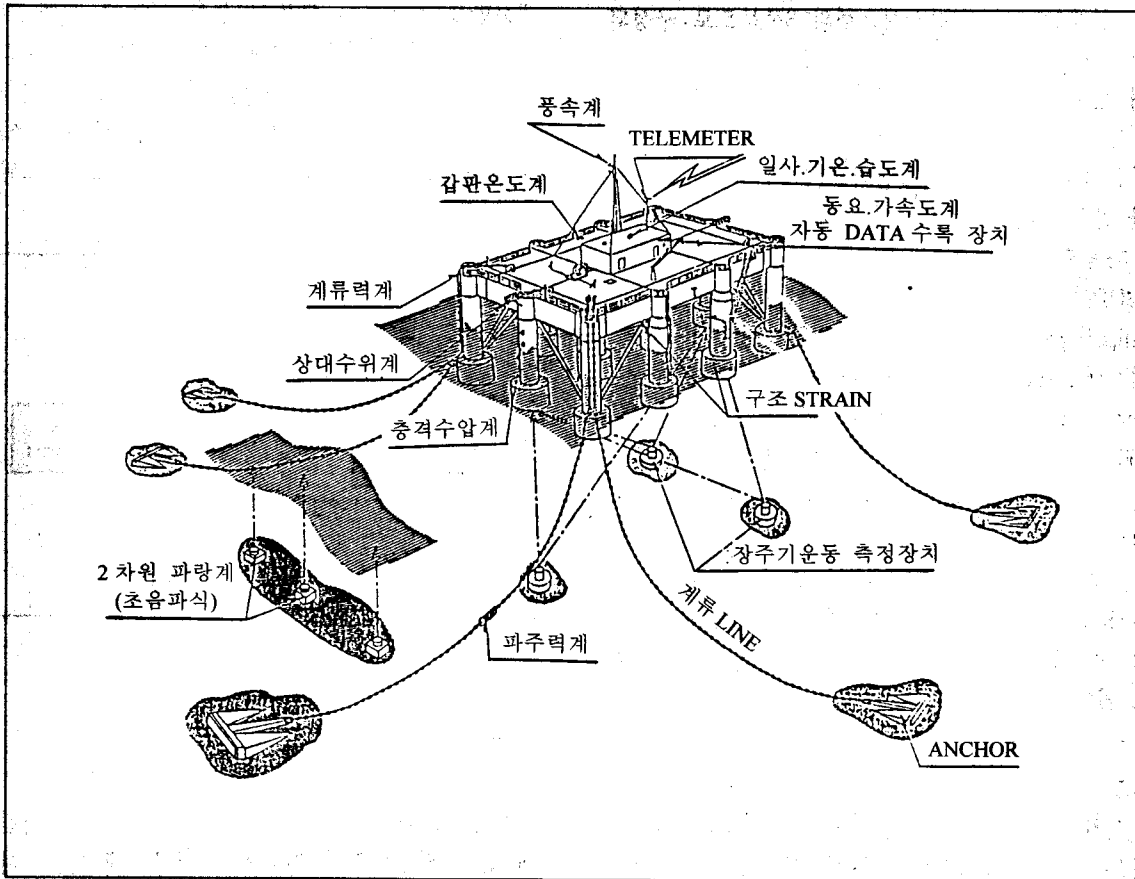 풍속계
TELEMETER
일사.기온.습도계
갑판온도계
동요.가속도계
자동 DATA 수록 장치
계류력계
상대수위계
구조 STRAIN
충격수압계
장주기운동 측정장치
2 차원 파랑계
(초음파식)
계류 LINE
파주력계
ANCHOR